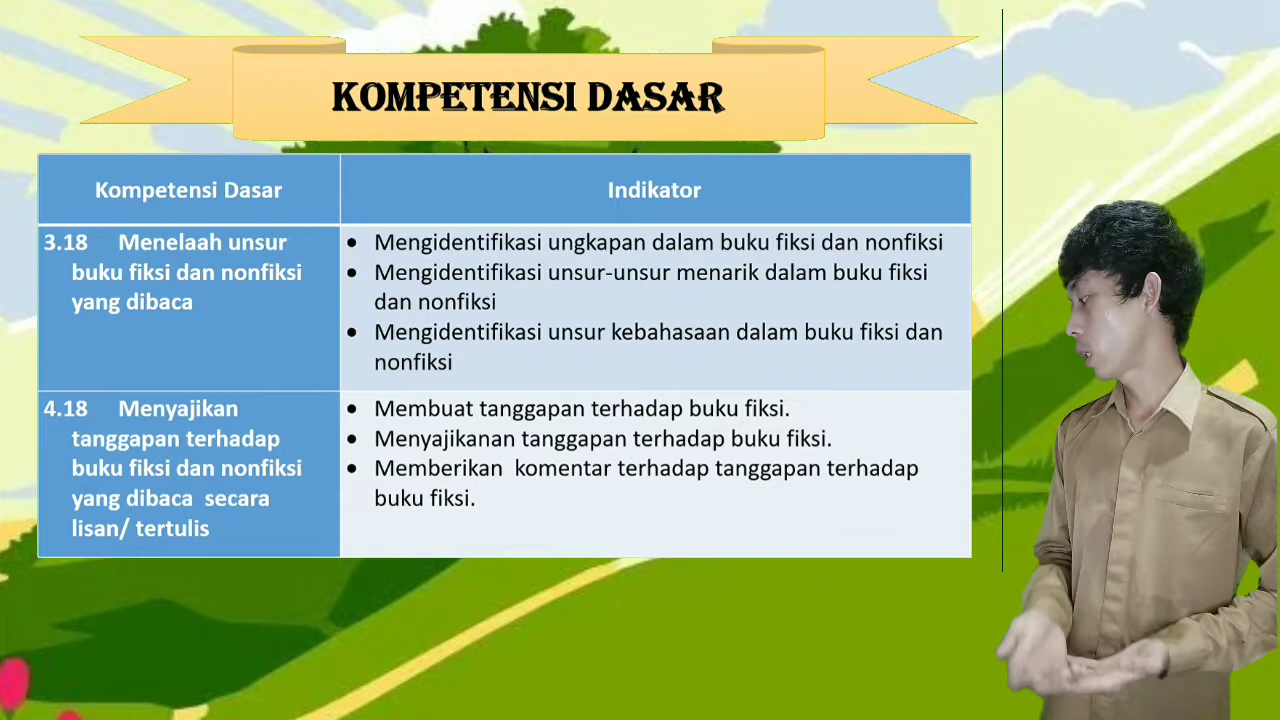 KOMPETENSI DASAR
Kompetensi Dasar
Indikator
3.18 Menelaah unsur
buku fiksi dan nonfiksi
yang dibaca
• Mengidentifikasi ungkapan dalam buku fiksi dan nonfiksi
• Mengidentifikasi unsur-unsur menarik dalam buku fiksi
dan nonfiksi
• Mengidentifikasi unsur kebahasaan dalam buku fiksi dan
nonfiksi
4.18 Menyajikan
tanggapan terhadap
buku fiksi dan nonfiksi
yang dibaca secara
lisan/ tertulis
• Membuat tanggapan terhadap buku fiksi.
• Menyajikanan tanggapan terhadap buku fiksi.
• Memberikan komentar terhadap tanggapan terhadap
buku fiksi.